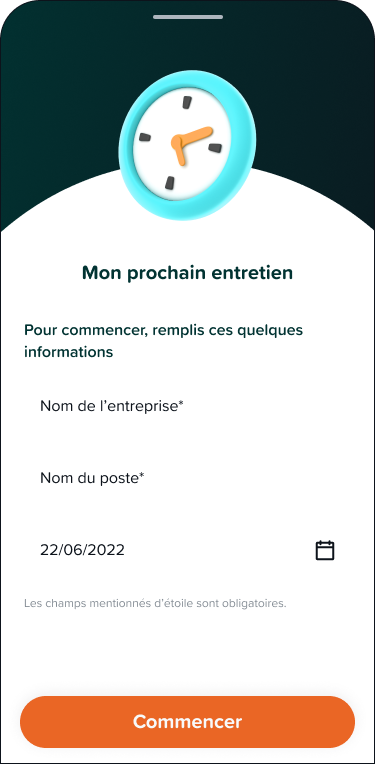 Mon prochain entretien
Pour commencer, remplis ces quelques
informations
Nom de l’entreprise*
Nom du poste*
22/06/2022
Les champs mentionnés d’étoile sont obligatoires.
Commencer